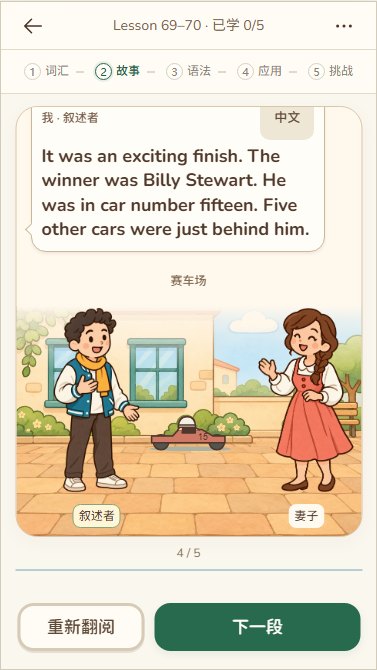 Lesson 69–70 · 已学 0/5
1 词汇 — 2 故事 — 3 语法 — 4 应用 — 5 挑战
我 · 叙述者
中文
It was an exciting finish. The
winner was Billy Stewart. He
was in car number fifteen. Five
other cars were just behind him.
赛车场
15
叙述者
妻子
4 / 5
重新翻阅
下一段